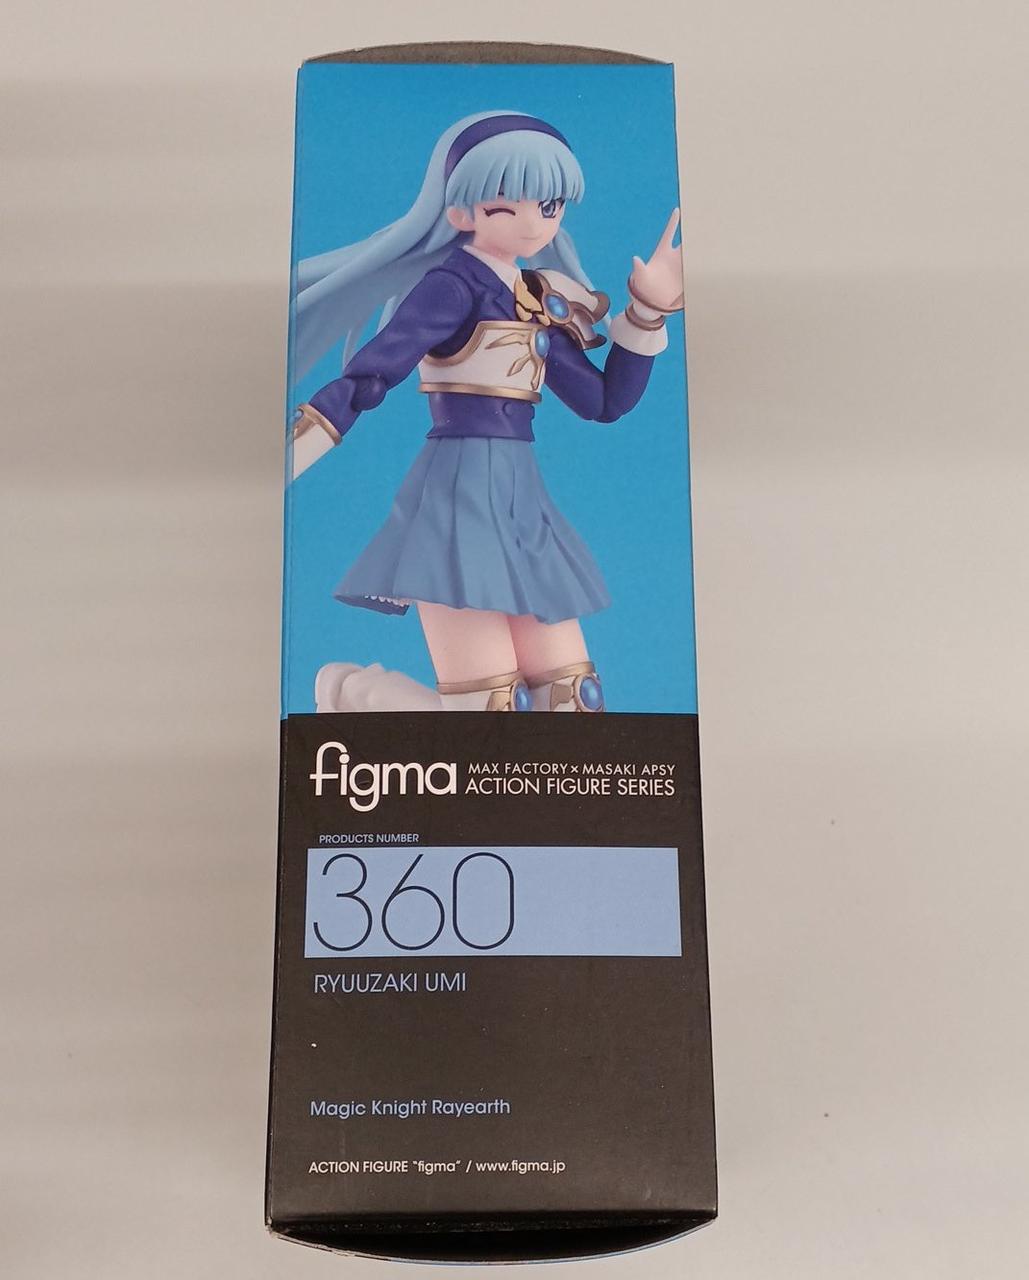 figma
MAX FACTORY × MASAKI APSY
ACTION FIGURE SERIES
PRODUCTS NUMBER
360
RYUUZAKI UMI
Magic Knight Rayearth
ACTION FIGURE "figma" / www.figma.jp